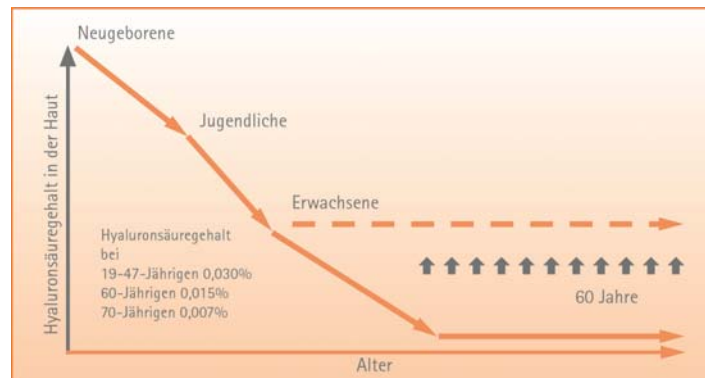 Neugeborene
Hyaluronsäuregehalt in der Haut
Jugendliche
Erwachsene
Hyaluronsäuregehalt
bei
19-47-Jährigen 0,030%
60-Jährigen 0,015%
70-Jährigen 0,007%
60 Jahre
Alter